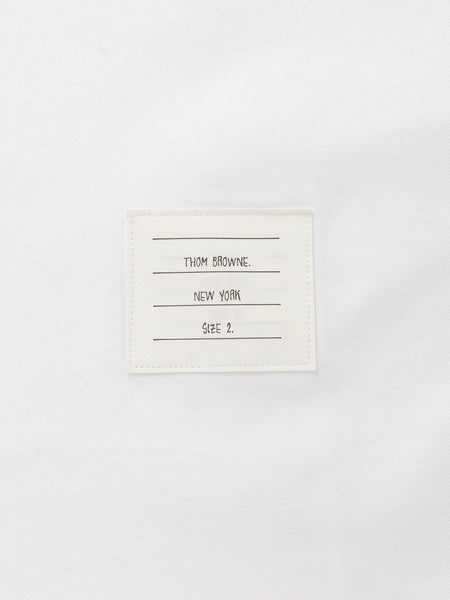 THOM BROWNE.
NEW YORK
SIZE 2.